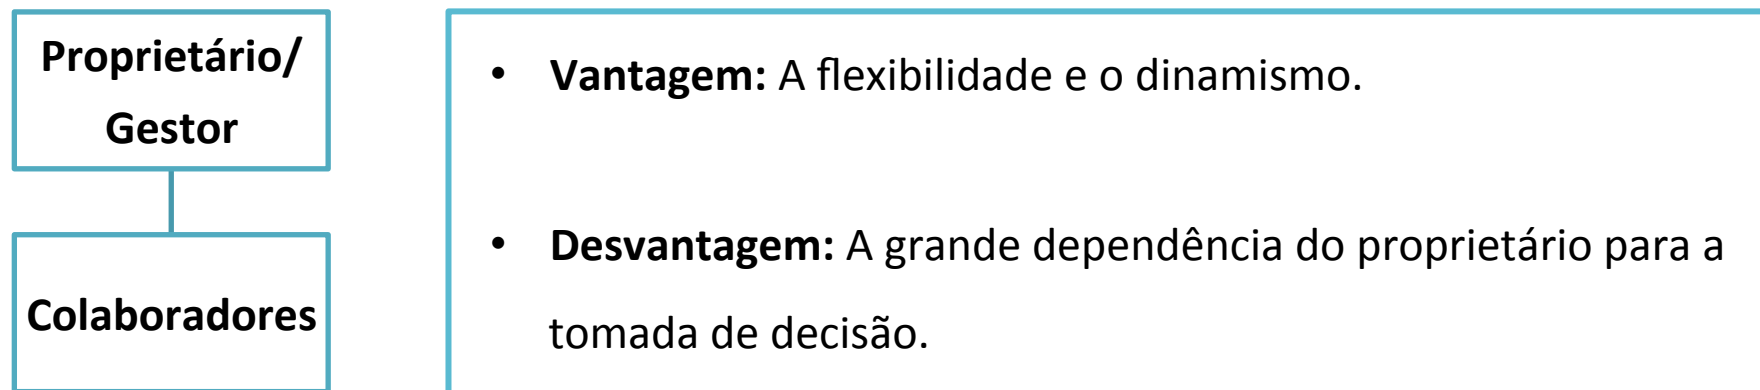 Proprietário/
Gestor
Colaboradores
• Vantagem: A flexibilidade e o dinamismo.
• Desvantagem: A grande dependência do proprietário para a
tomada de decisão.